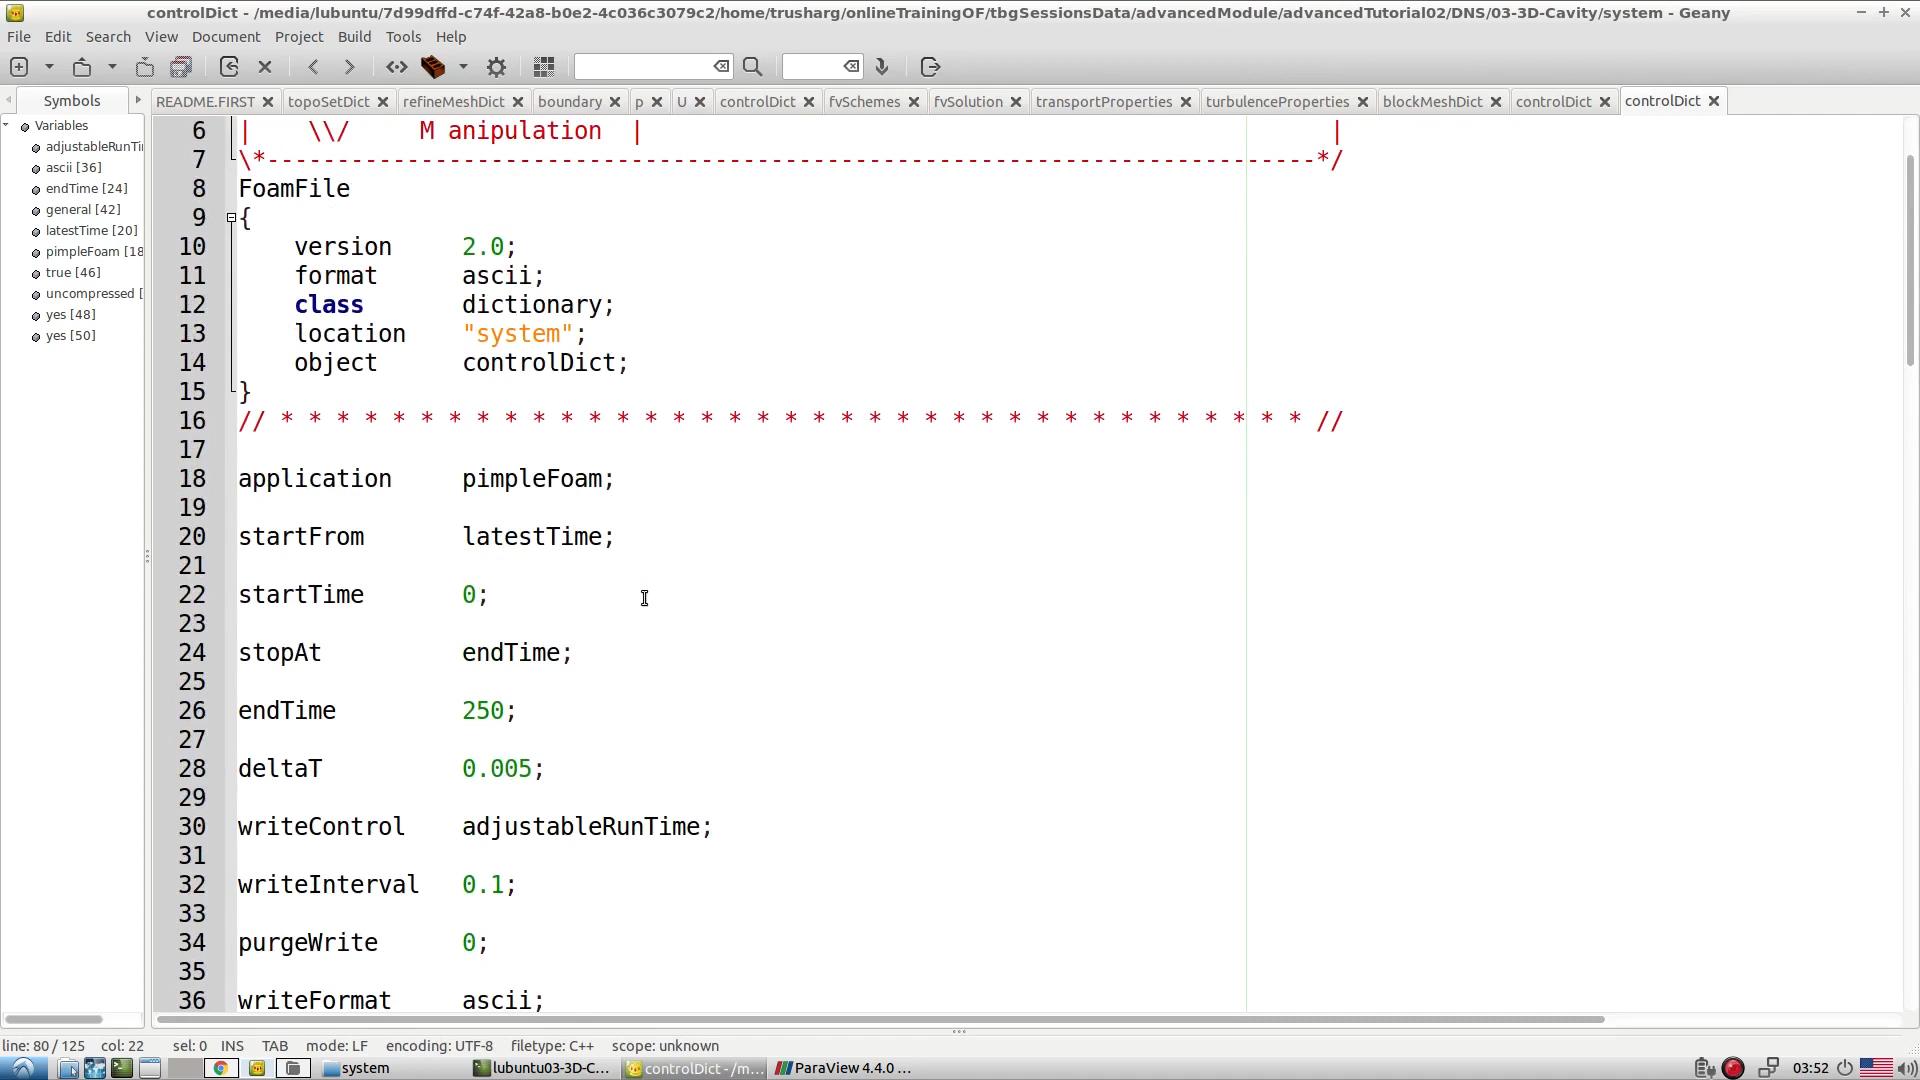 controlDict - /media/lubuntu/7d99dffd-c74f-42a8-b0e2-4c036c3079c2/home/trusharg/onlineTrainingOF/tbgSessionsData/advancedModule/advancedTutorial02/DNS/03-3D-Cavity/system - Geany
File Edit Search View Document Project Build Tools Help
Symbols README.FIRST topoSetDict refineMeshDict boundary p U controlDict fvSchemes fvSolution transportProperties turbulenceProperties blockMeshDict controlDict controlDict
Variables
adjustableRunTi
ascii [36]
endTime [24]
general [42]
latestTime [20]
pimpleFoam [18
true [46]
uncompressed [
yes [48]
yes [50]
6 |    \\/     M anipulation  |                                                 |
7 \*---------------------------------------------------------------------------*/
8 FoamFile
9 {
10     version     2.0;
11     format      ascii;
12     class       dictionary;
13     location    "system";
14     object      controlDict;
15 }
16 // * * * * * * * * * * * * * * * * * * * * * * * * * * * * * * * * * * * * * //
17
18 application     pimpleFoam;
19
20 startFrom       latestTime;
21
22 startTime       0;
23
24 stopAt          endTime;
25
26 endTime         250;
27
28 deltaT          0.005;
29
30 writeControl    adjustableRunTime;
31
32 writeInterval   0.1;
33
34 purgeWrite      0;
35
36 writeFormat     ascii;
line: 80 / 125 col: 22 sel: 0 INS TAB mode: LF encoding: UTF-8 filetype: C++ scope: unknown
system lubuntu03-3D-C... controlDict - /m... ParaView 4.4.0 ... 03:52